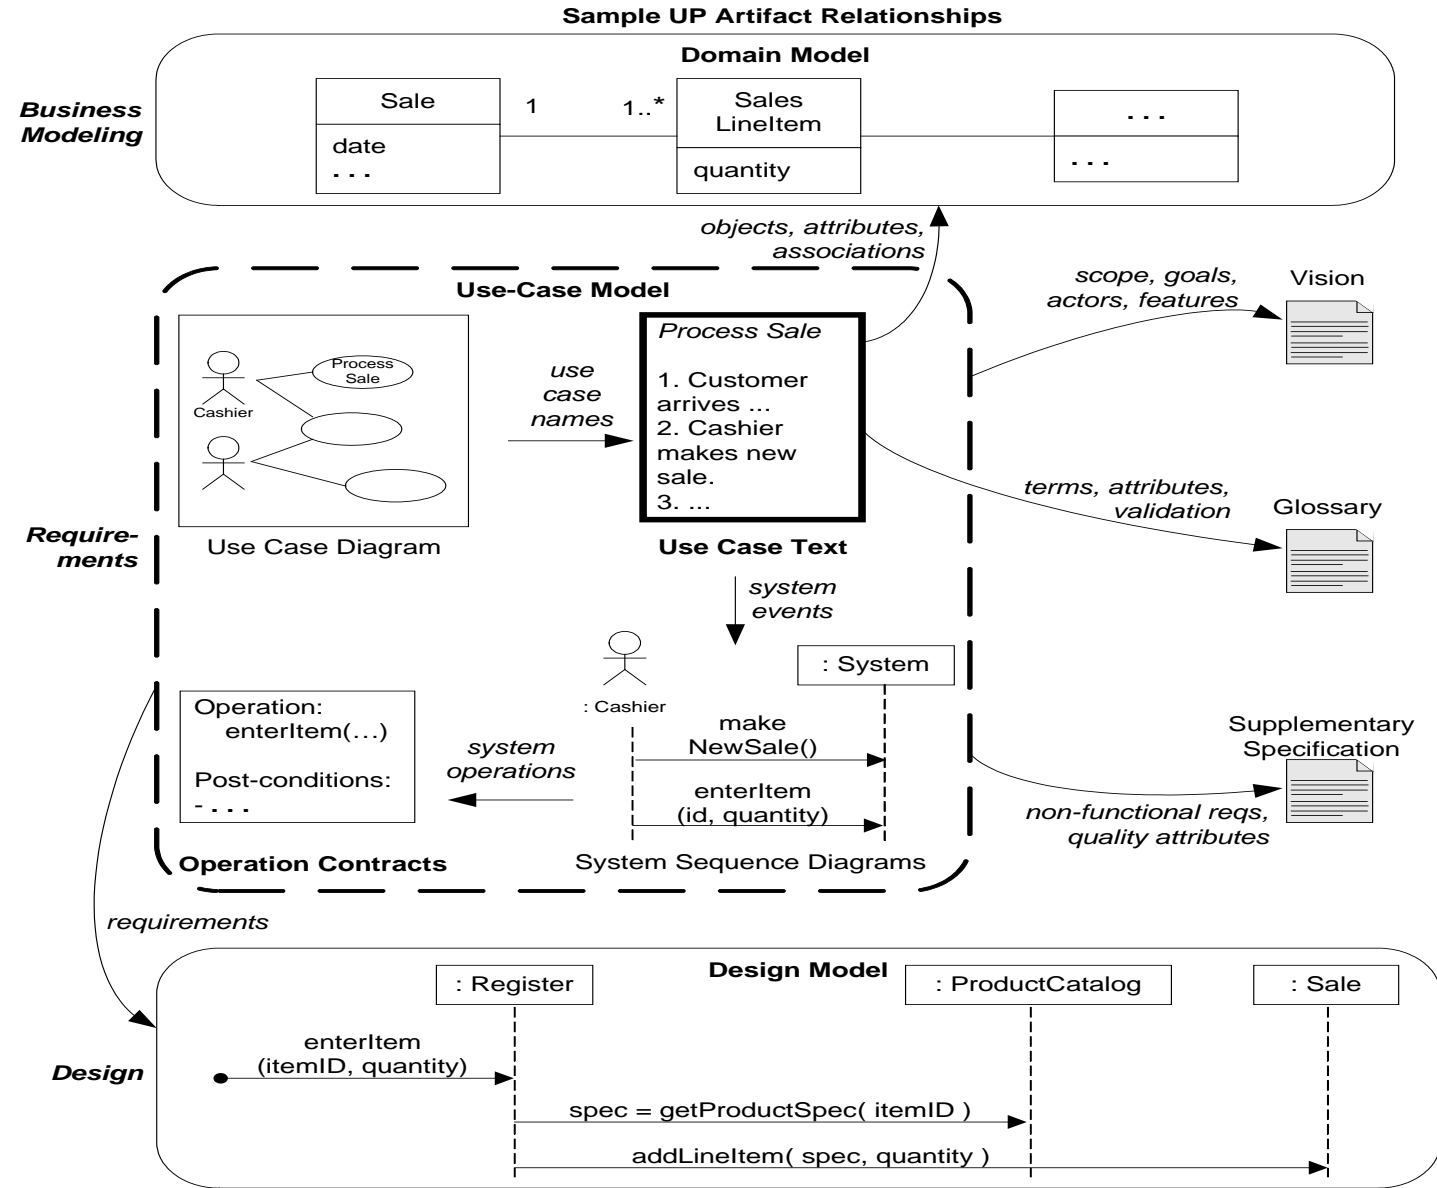 Sample UP Artifact Relationships
Domain Model
Business
Modeling
Sale
1
1..*
Sales
LineItem
. . .
date
. . .
quantity
. . .
objects, attributes,
associations
Use-Case Model
scope, goals,
actors, features
Vision
Process
Sale
Cashier
use
case
names
Process Sale
1. Customer
arrives ...
2. Cashier
makes new
sale.
3. ...
terms, attributes,
validation
Glossary
Require-
ments
Use Case Diagram
Use Case Text
system
events
: Cashier
: System
Operation:
enterItem(…)
Post-conditions:
- . . .
system
operations
make
NewSale()
enterItem
(id, quantity)
Supplementary
Specification
non-functional reqs,
quality attributes
Operation Contracts
System Sequence Diagrams
requirements
Design Model
: Register
: ProductCatalog
: Sale
Design
enterItem
(itemID, quantity)
spec = getProductSpec( itemID )
addLineItem( spec, quantity )